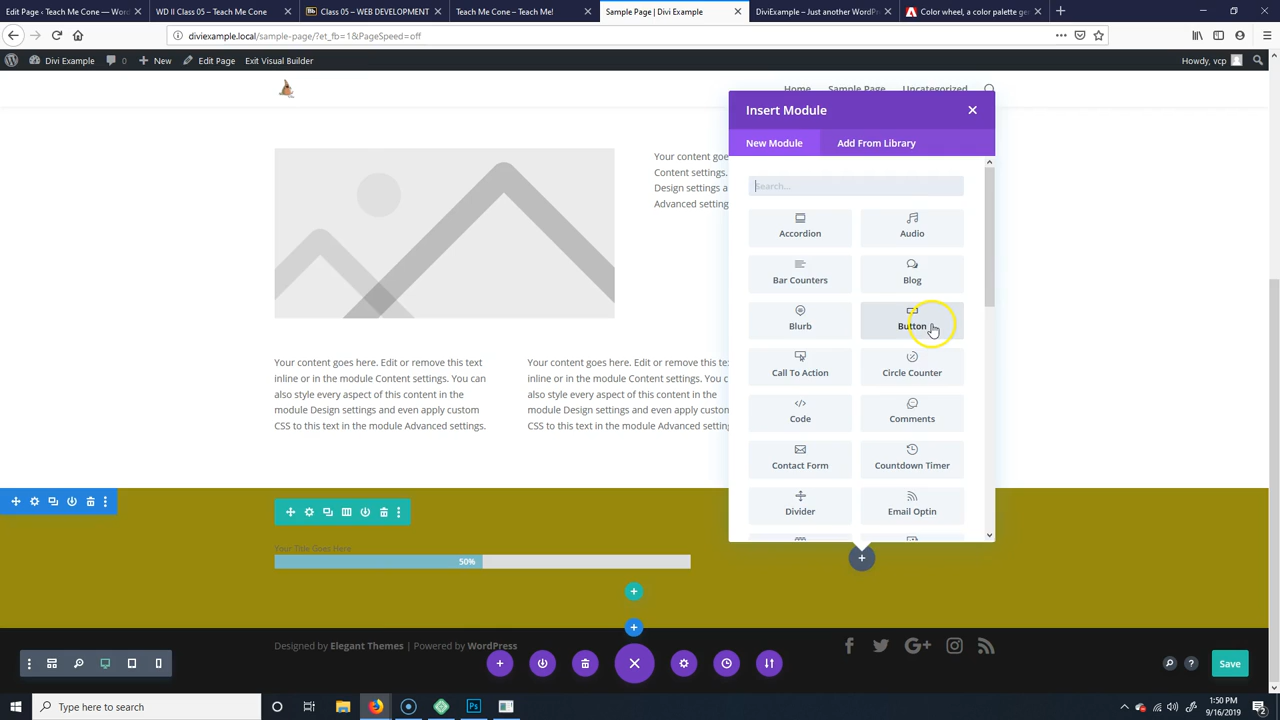 Edit Page ‹ Teach Me Cone — Word
WD II Class 05 – Teach Me Cone
Class 05 – WEB DEVELOPMENT
Teach Me Cone – Teach Me!
Sample Page | Divi Example
DiviExample – Just another WordPr
Color wheel, a color palette gen
diviexample.local/sample-page/?et_fb=1&PageSpeed=off
Divi Example
0
New
Edit Page
Exit Visual Builder
Howdy, vcp
Home
Sample Page
Uncategorized
Insert Module
New Module
Add From Library
Search...
Accordion
Audio
Bar Counters
Blog
Blurb
Button
Call To Action
Circle Counter
Code
Comments
Contact Form
Countdown Timer
Divider
Email Optin
Your content goe
Content settings.
Design settings a
Advanced setting
Your content goes here. Edit or remove this text
inline or in the module Content settings. You can
also style every aspect of this content in the
module Design settings and even apply custom
CSS to this text in the module Advanced settings.
Your content goes here. Edit or remove this t
inline or in the module Content settings. You c
also style every aspect of this content in the
module Design settings and even apply custo
CSS to this text in the module Advanced setting
Your Title Goes Here
50%
Designed by Elegant Themes | Powered by WordPress
Save
Type here to search
1:50 PM
9/16/2019
2